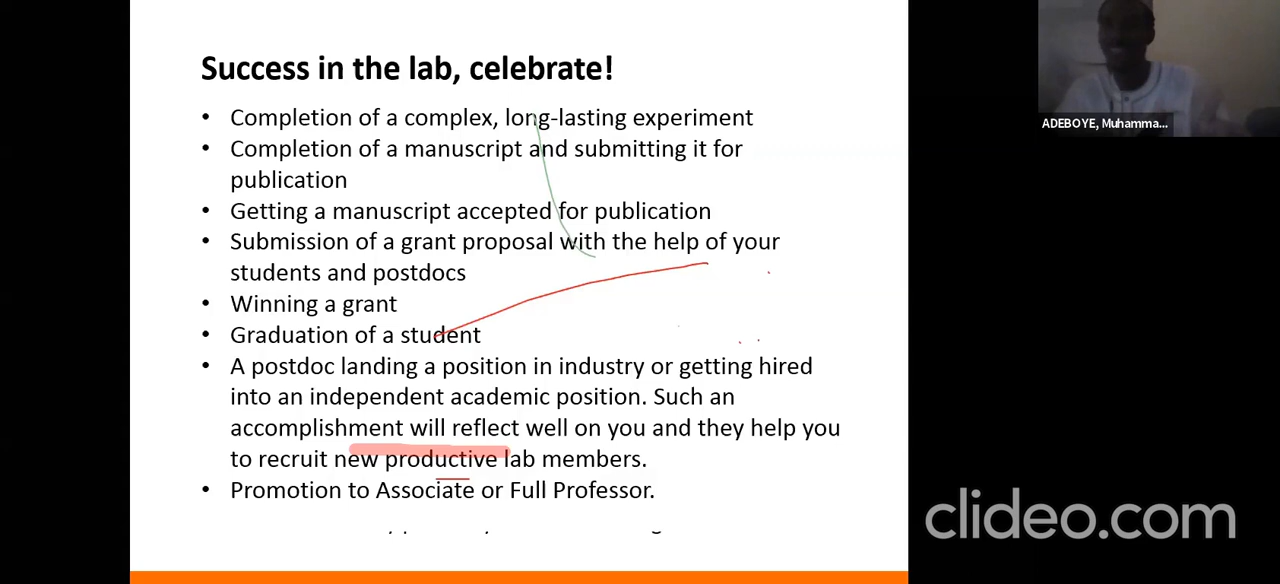 Success in the lab, celebrate!
• Completion of a complex, long-lasting experiment
• Completion of a manuscript and submitting it for
publication
• Getting a manuscript accepted for publication
• Submission of a grant proposal with the help of your
students and postdocs
• Winning a grant
• Graduation of a student
• A postdoc landing a position in industry or getting hired
into an independent academic position. Such an
accomplishment will reflect well on you and they help you
to recruit new productive lab members.
• Promotion to Associate or Full Professor.
ADEBOYE, Muhamma...
clideo.com